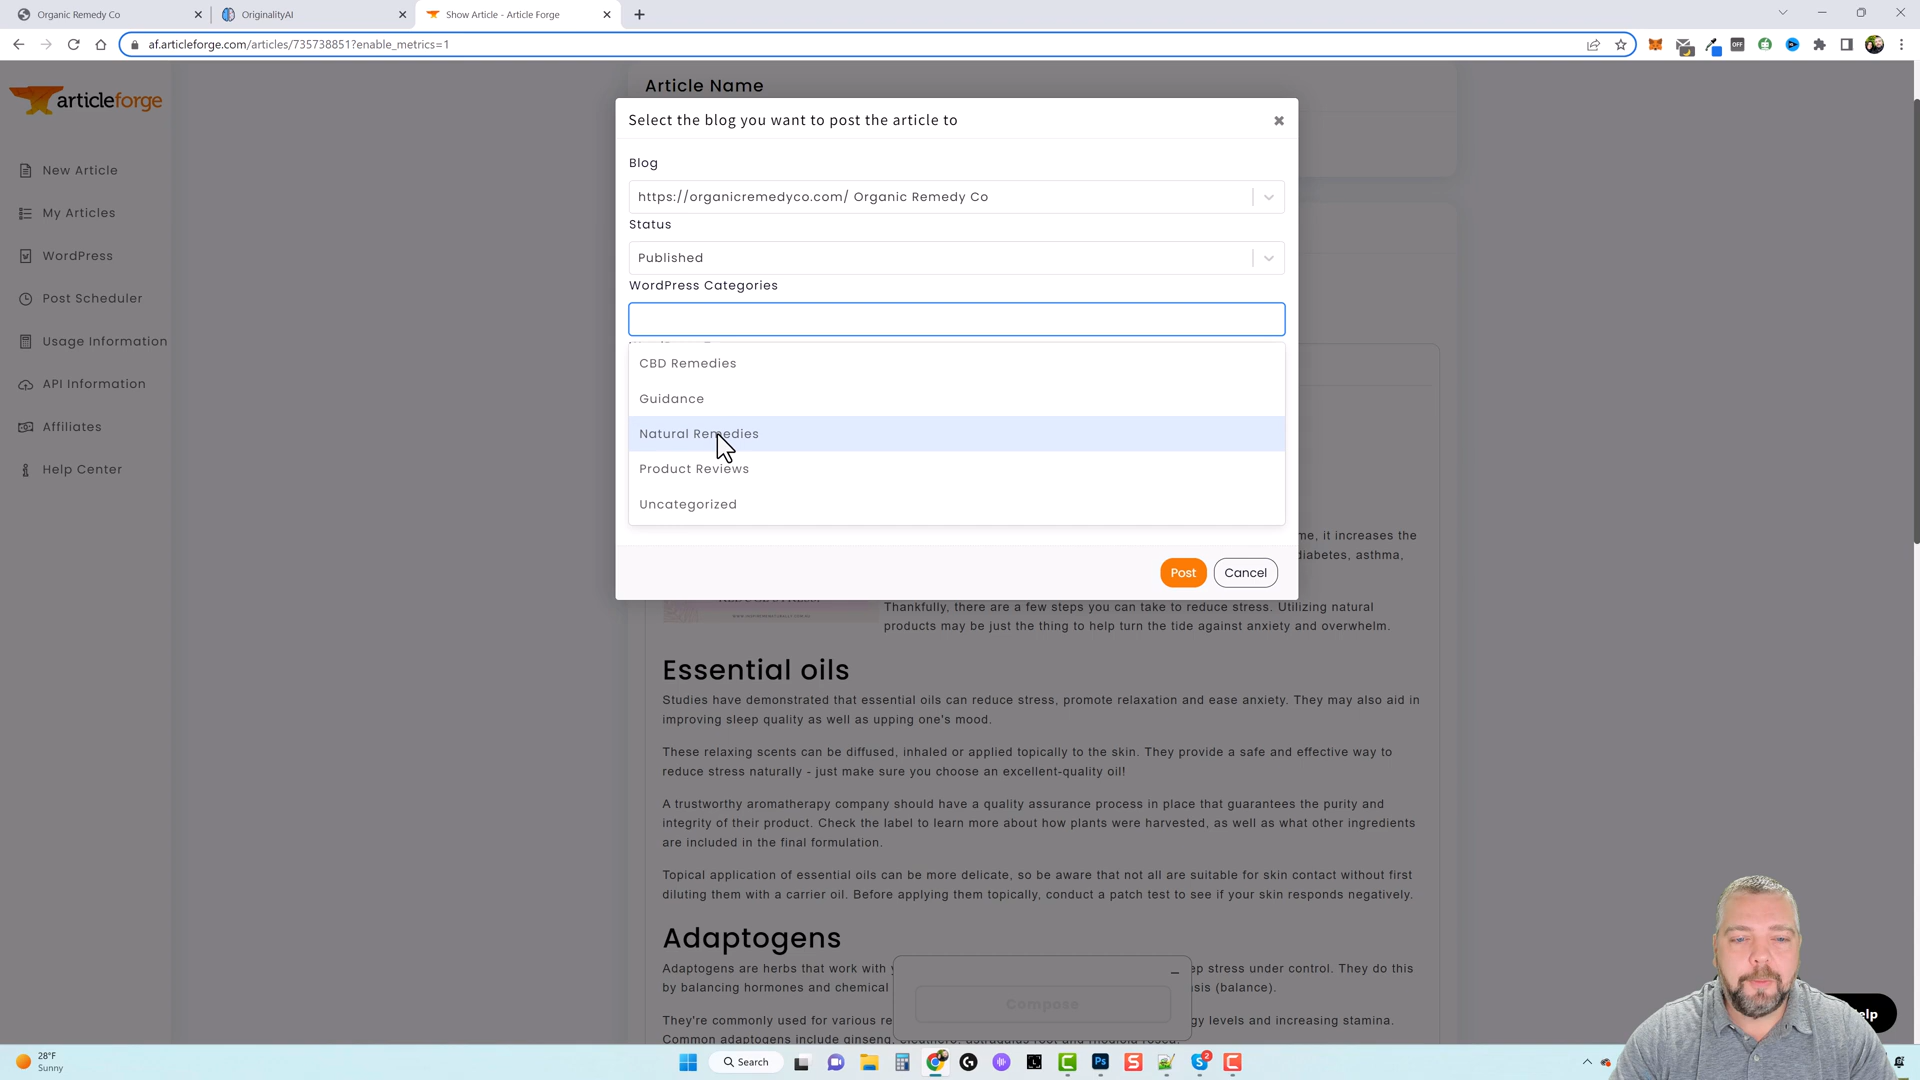 Organic Remedy Co
OriginalityAI
Show Article - Article Forge
af.articleforge.com/articles/735738851?enable_metrics=1
OFF
articleforge
New Article
My Articles
WordPress
Post Scheduler
Usage Information
API Information
Affiliates
Help Center
Article Name
Select the blog you want to post the article to
Blog
https://organicremedyco.com/ Organic Remedy Co
Status
Published
WordPress Categories
CBD Remedies
Guidance
Natural Remedies
Product Reviews
Uncategorized
Post
Cancel
me, it increases the
diabetes, asthma,
Thankfully, there are a few steps you can take to reduce stress. Utilizing natural
products may be just the thing to help turn the tide against anxiety and overwhelm.
Essential oils
Studies have demonstrated that essential oils can reduce stress, promote relaxation and ease anxiety. They may also aid in
improving sleep quality as well as upping one's mood.
These relaxing scents can be diffused, inhaled or applied topically to the skin. They provide a safe and effective way to
reduce stress naturally - just make sure you choose an excellent-quality oil!
A trustworthy aromatherapy company should have a quality assurance process in place that guarantees the purity and
integrity of their product. Check the label to learn more about how plants were harvested, as well as what other ingredients
are included in the final formulation.
Topical application of essential oils can be more delicate, so be aware that not all are suitable for skin contact without first
diluting them with a carrier oil. Before applying them topically, conduct a patch test to see if your skin responds negatively.
Adaptogens
Adaptogens are herbs that work with ep stress under control. They do this
by balancing hormones and chemical sis (balance).
They're commonly used for various re gy levels and increasing stamina.
Common adaptogens include ginseng,
Compose
elp
28°F
Sunny
Search
2